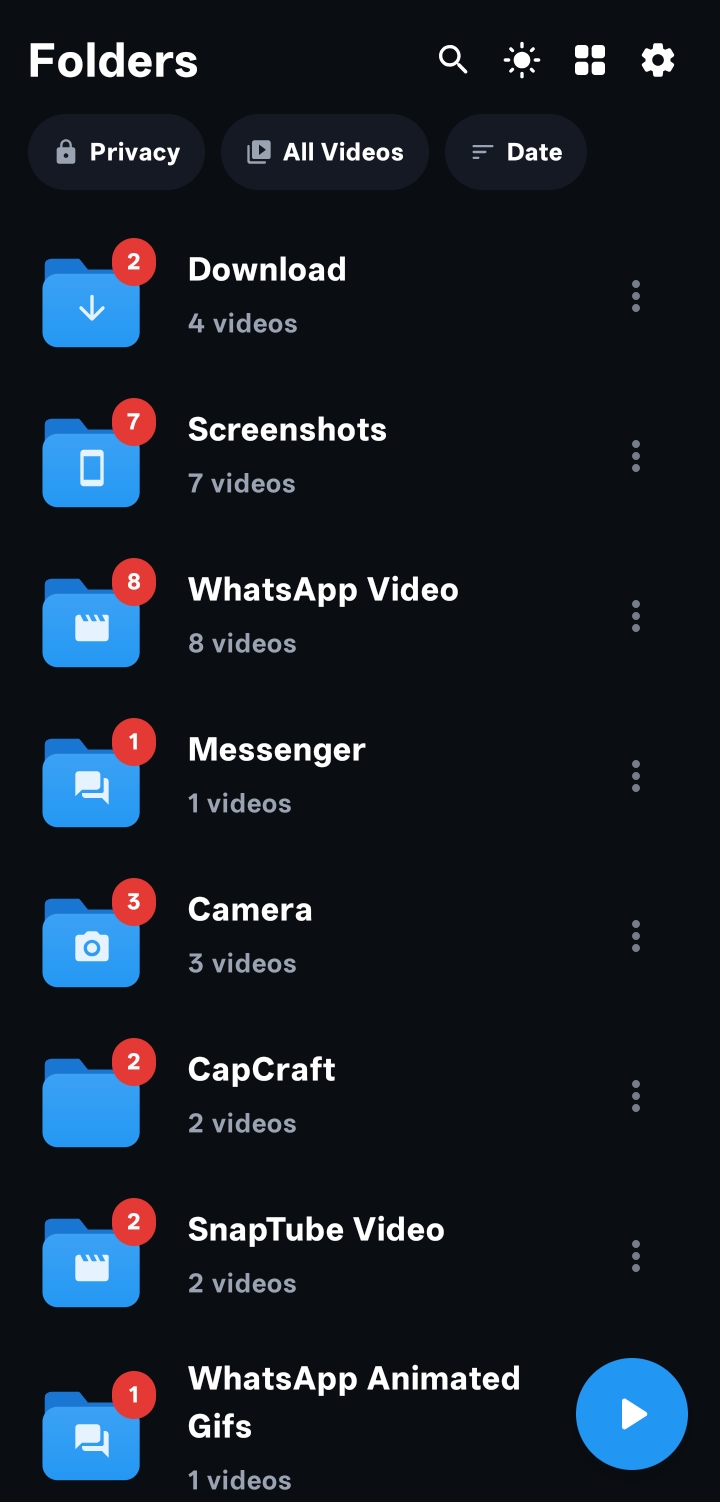 Folders
Privacy
All Videos
Date
2
Download
4 videos
7
Screenshots
7 videos
8
WhatsApp Video
8 videos
1
Messenger
1 videos
3
Camera
3 videos
2
CapCraft
2 videos
2
SnapTube Video
2 videos
1
WhatsApp Animated
Gifs
1 videos